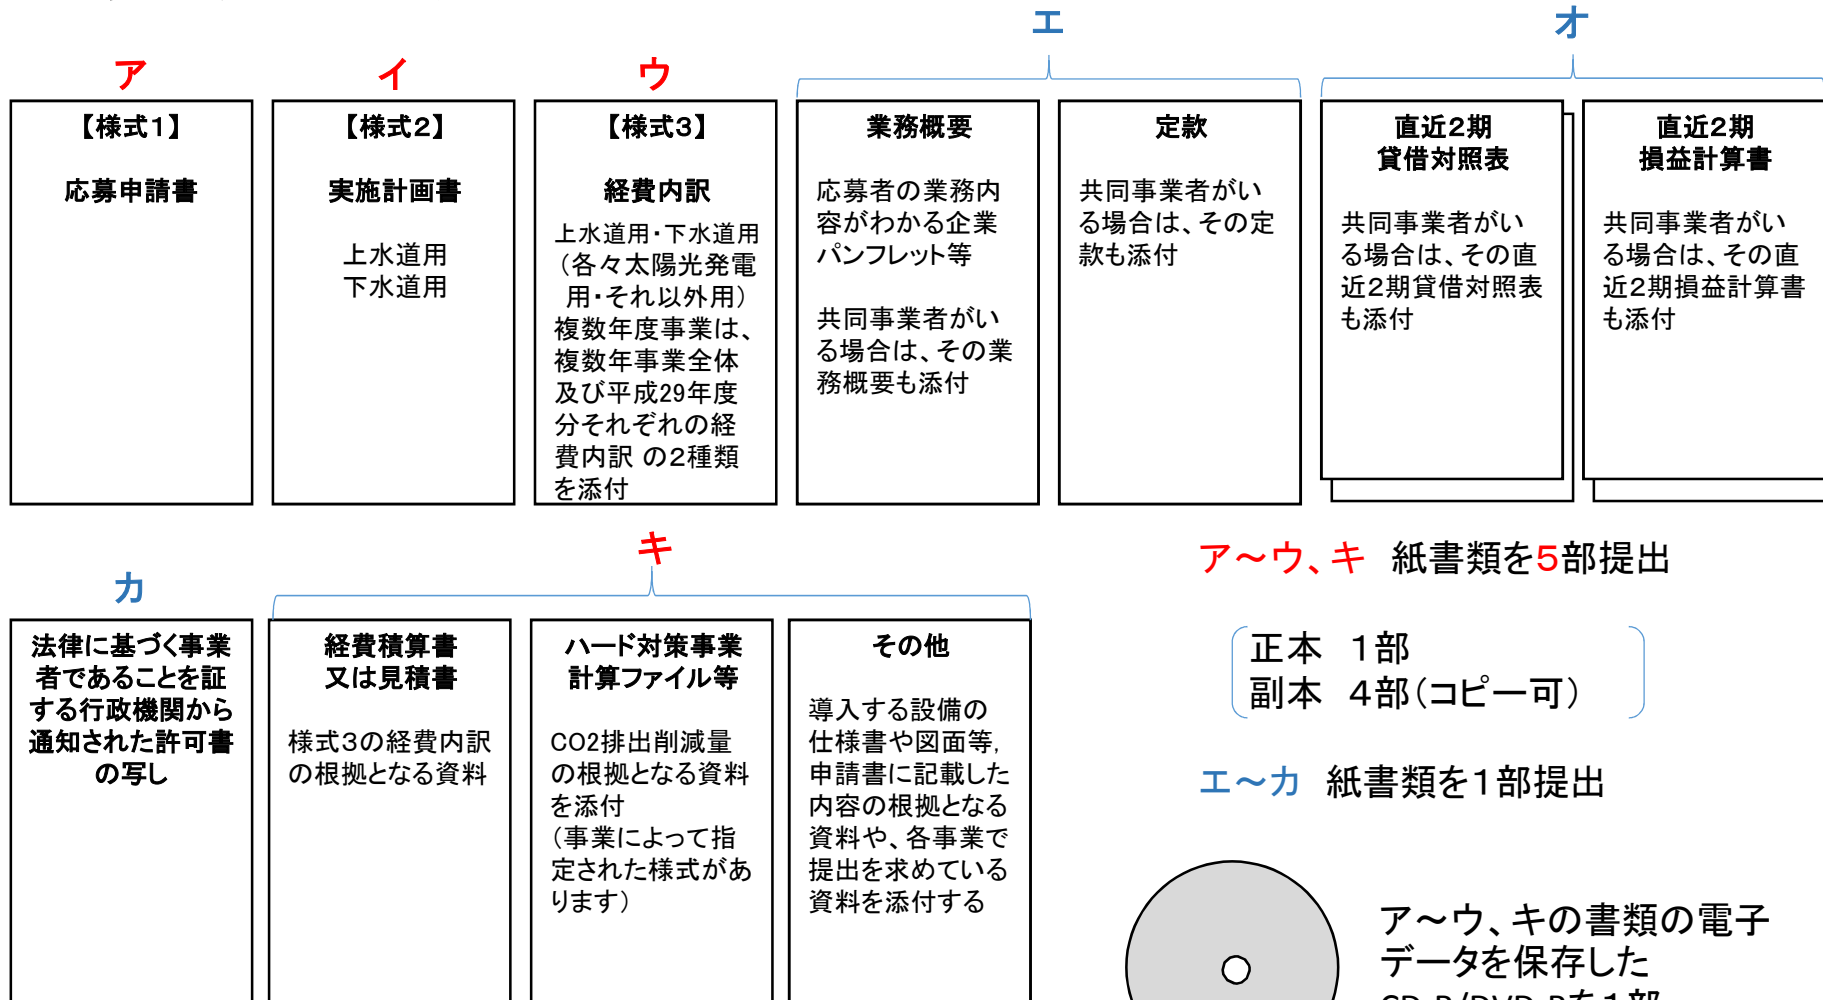 ア
【様式1】
応募申請書
イ
【様式2】
実施計画書
上水道用
下水道用
ウ
【様式3】
経費内訳
上水道用・下水道用
（各々太陽光発電
用・それ以外用）
複数年度事業は、
複数年事業全体
及び平成29年度
分それぞれの経
費内訳 の2種類
を添付
エ
業務概要
応募者の業務内
容がわかる企業
パンフレット等
共同事業者がい
る場合は、その業
務概要も添付
定款
共同事業者がい
る場合は、その定
款も添付
オ
直近2期
貸借対照表
共同事業者がい
る場合は、その直
近2期貸借対照表
も添付
直近2期
損益計算書
共同事業者がい
る場合は、その直
近2期損益計算書
も添付
カ
法律に基づく事業
者であることを証
する行政機関から
通知された許可書
の写し
キ
経費積算書
又は見積書
様式3の経費内訳
の根拠となる資料
ハード対策事業
計算ファイル等
CO2排出削減量
の根拠となる資料
を添付
（事業によって指
定された様式があ
ります）
その他
導入する設備の
仕様書や図面等,
申請書に記載した
内容の根拠となる
資料や、各事業で
提出を求めている
資料を添付する
ア～ウ、キ 紙書類を5部提出
正本 1部
副本 4部（コピー可）
エ～カ 紙書類を1部提出
ア～ウ、キの書類の電子
データを保存した
CD-R/DVD-Rを1部